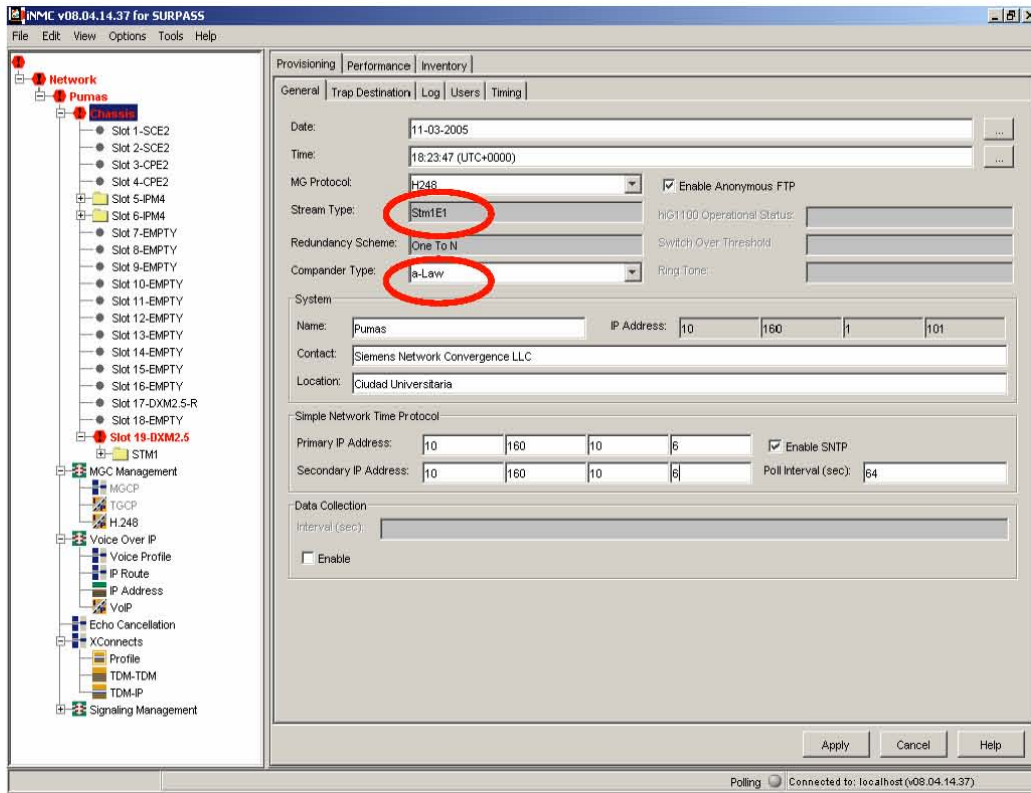 iNMC v08.04.14.37 for SURPASS
File Edit View Options Tools Help
Network
Pumas
Chassis
Slot 1-SCE2
Slot 2-SCE2
Slot 3-CPE2
Slot 4-CPE2
Slot 5-IPM4
Slot 6-IPM4
Slot 7-EMPTY
Slot 8-EMPTY
Slot 9-EMPTY
Slot 10-EMPTY
Slot 11-EMPTY
Slot 12-EMPTY
Slot 13-EMPTY
Slot 14-EMPTY
Slot 15-EMPTY
Slot 16-EMPTY
Slot 17-DXM2.5-R
Slot 18-EMPTY
Slot 19-DXM2.5
STM1
MGC Management
MGCP
TGCP
H.248
Voice Over IP
Voice Profile
IP Route
IP Address
VoIP
Echo Cancellation
XConnects
Profile
TDM-TDM
TDM-IP
Signaling Management
Provisioning Performance Inventory
General Trap Destination Log Users Timing
Date: 11-03-2005 ...
Time: 18:23:47 (UTC+0000) ...
MG Protocol: H248 Enable Anonymous FTP
Stream Type: Stm1E1 hiG1100 Operational Status:
Redundancy Scheme: One To N Switch Over Threshold
Compander Type: a-Law Ring Tone:
System
Name: Pumas IP Address: 10 160 1 101
Contact: Siemens Network Convergence LLC
Location: Ciudad Universitaria
Simple Network Time Protocol
Primary IP Address: 10 160 10 6 Enable SNTP
Secondary IP Address: 10 160 10 6 Poll Interval (sec): 64
Data Collection
Interval (sec):
Enable
Apply Cancel Help
Polling Connected to: localhost (v08.04.14.37)